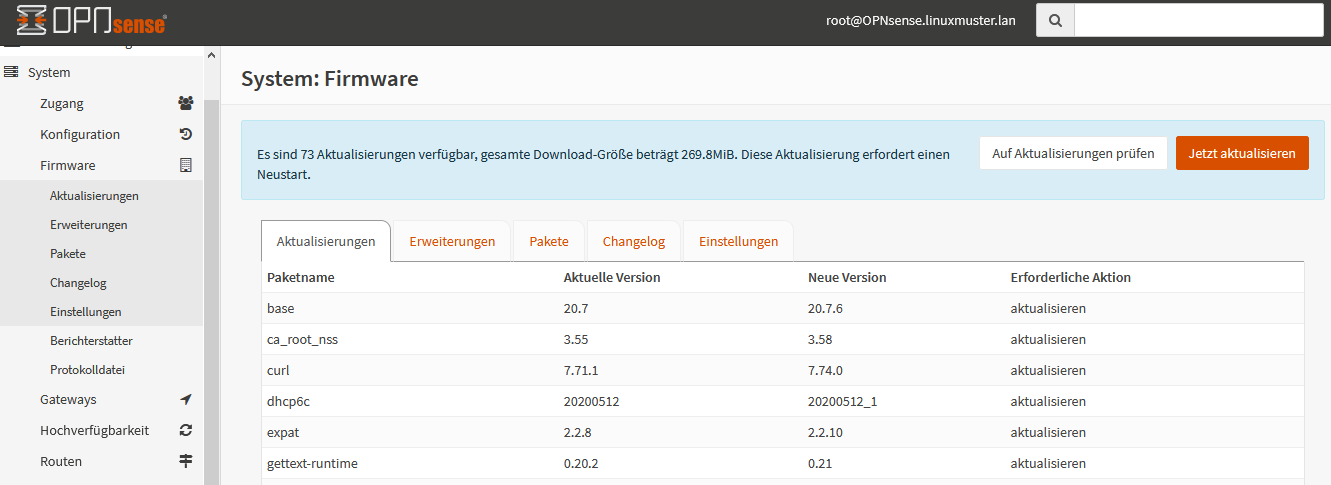 OPNsense
root@OPNsense.linuxmuster.lan
System
Zugang
Konfiguration
Firmware
Aktualisierungen
Erweiterungen
Pakete
Changelog
Einstellungen
Berichterstatter
Protokolldatei
Gateways
Hochverfügbarkeit
Routen
System: Firmware
Es sind 73 Aktualisierungen verfügbar, gesamte Download-Größe beträgt 269.8MiB. Diese Aktualisierung erfordert einen
Neustart.
Auf Aktualisierungen prüfen
Jetzt aktualisieren
Aktualisierungen Erweiterungen Pakete Changelog Einstellungen
Paketname Aktuelle Version Neue Version Erforderliche Aktion
base 20.7 20.7.6 aktualisieren
ca_root_nss 3.55 3.58 aktualisieren
curl 7.71.1 7.74.0 aktualisieren
dhcp6c 20200512 20200512_1 aktualisieren
expat 2.2.8 2.2.10 aktualisieren
gettext-runtime 0.20.2 0.21 aktualisieren